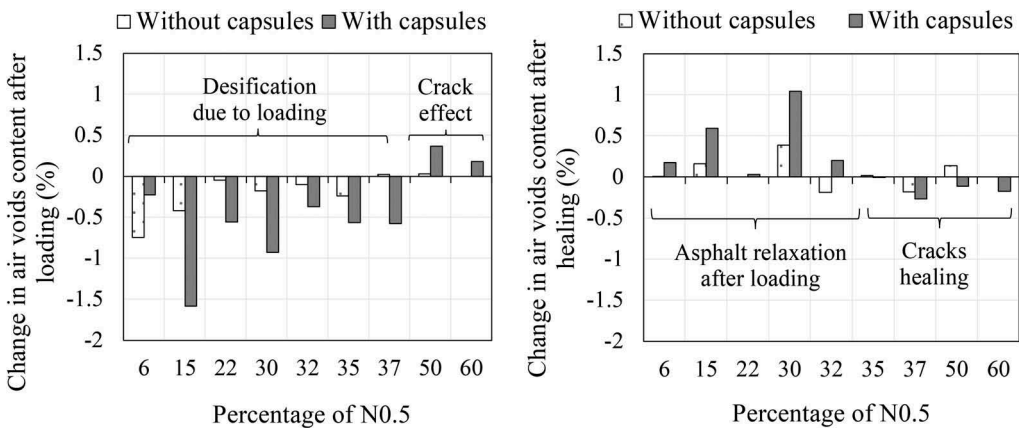 Without capsules With capsules
Change in air voids content after
loading (%)
1.5
1
0.5
0
-0.5
-1
-1.5
-2
Desification
due to loading
Crack
effect
6 15 22 30 32 35 37 50 60
Percentage of N0.5
Without capsules With capsules
Change in air voids content after
healing (%)
1.5
1
0.5
0
-0.5
1
1.5
-2
Asphalt relaxation
after loading
Cracks
healing
6 15 22 30 32 35 37 50 60
Percentage of N0.5